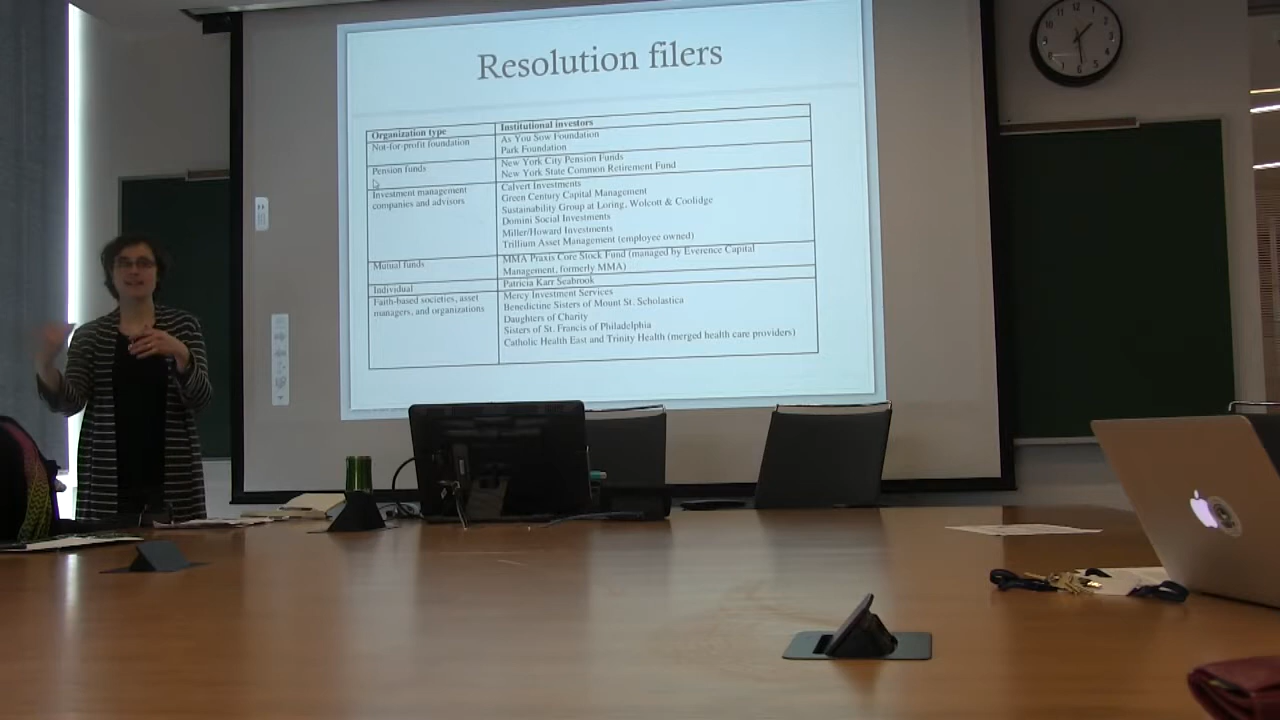 Resolution filers
Organization type
Institutional investors
Not-for-profit foundation
As You Sow Foundation
Park Foundation
Pension funds
New York City Pension Funds
New York State Common Retirement Fund
Investment management
companies and advisors
Calvert Investments
Green Century Capital Management
Sustainability Group at Loring, Wolcott & Coolidge
Domini Social Investments
Miller/Howard Investments
Trillium Asset Management (employee owned)
Mutual funds
MMA Praxis Core Stock Fund (managed by Everence Capital
Management, formerly MMA)
Individual
Patricia Karr Seabrook
Faith-based societies, asset
managers, and organizations
Mercy Investment Services
Benedictine Sisters of Mount St. Scholastica
Daughters of Charity
Sisters of St. Francis of Philadelphia
Catholic Health East and Trinity Health (merged health care providers)